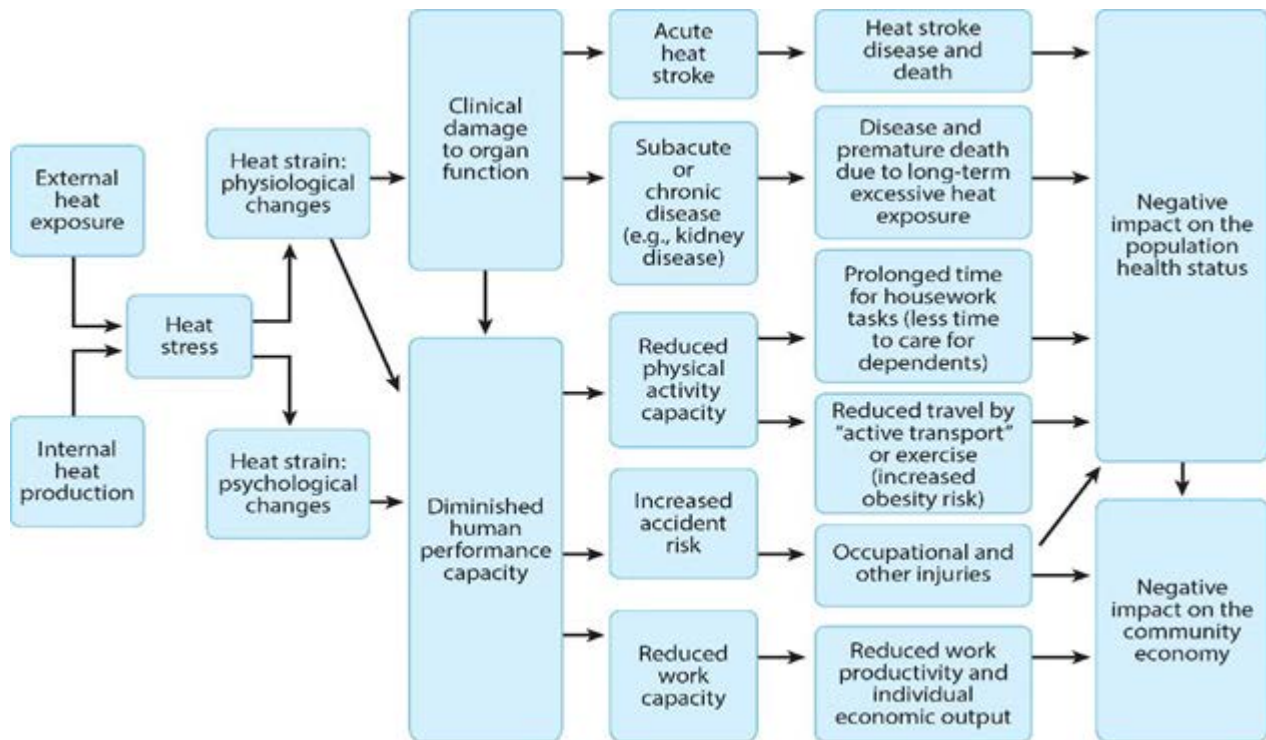 External
heat
exposure
Internal
heat
production
Heat
stress
Heat strain:
physiological
changes
Heat strain:
psychological
changes
Clinical
damage
to organ
function
Diminished
human
performance
capacity
Acute
heat
stroke
Subacute
or
chronic
disease
(e.g., kidney
disease)
Reduced
physical
activity
capacity
Increased
accident
risk
Reduced
work
capacity
Heat stroke
disease and
death
Disease and
premature death
due to long-term
excessive heat
exposure
Prolonged time
for housework
tasks (less time
to care for
dependents)
Reduced travel by
"active transport"
or exercise
(increased
obesity risk)
Occupational and
other injuries
Reduced work
productivity and
individual
economic output
Negative
impact on the
population
health status
Negative
impact on the
community
economy